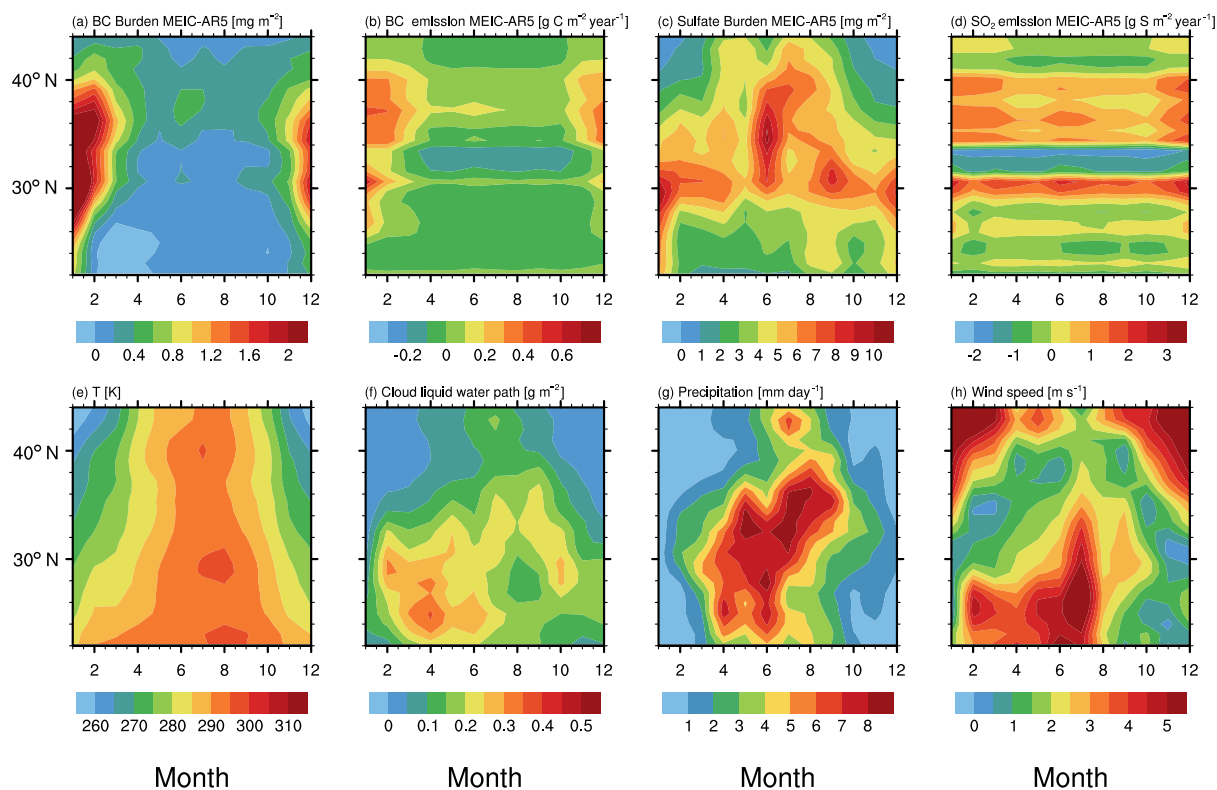 (a) BC Burden MEIC-AR5 [mg m⁻²]
(b) BC emission MEIC-AR5 [g C m⁻² year⁻¹]
(c) Sulfate Burden MEIC-AR5 [mg m⁻²]
(d) SO₂ emission MEIC-AR5 [g S m⁻² year⁻¹]
40° N
30° N
2 4 6 8 10 12
2 4 6 8 10 12
2 4 6 8 10 12
2 4 6 8 10 12
0 0.4 0.8 1.2 1.6 2
-0.2 0 0.2 0.4 0.6
0 1 2 3 4 5 6 7 8 9 10
-2 -1 0 1 2 3
(e) T [K]
(f) Cloud liquid water path [g m⁻²]
(g) Precipitation [mm day⁻¹]
(h) Wind speed [m s⁻¹]
40° N
30° N
2 4 6 8 10 12
2 4 6 8 10 12
2 4 6 8 10 12
2 4 6 8 10 12
260 270 280 290 300 310
0 0.1 0.2 0.3 0.4 0.5
1 2 3 4 5 6 7 8
0 1 2 3 4 5
Month
Month
Month
Month